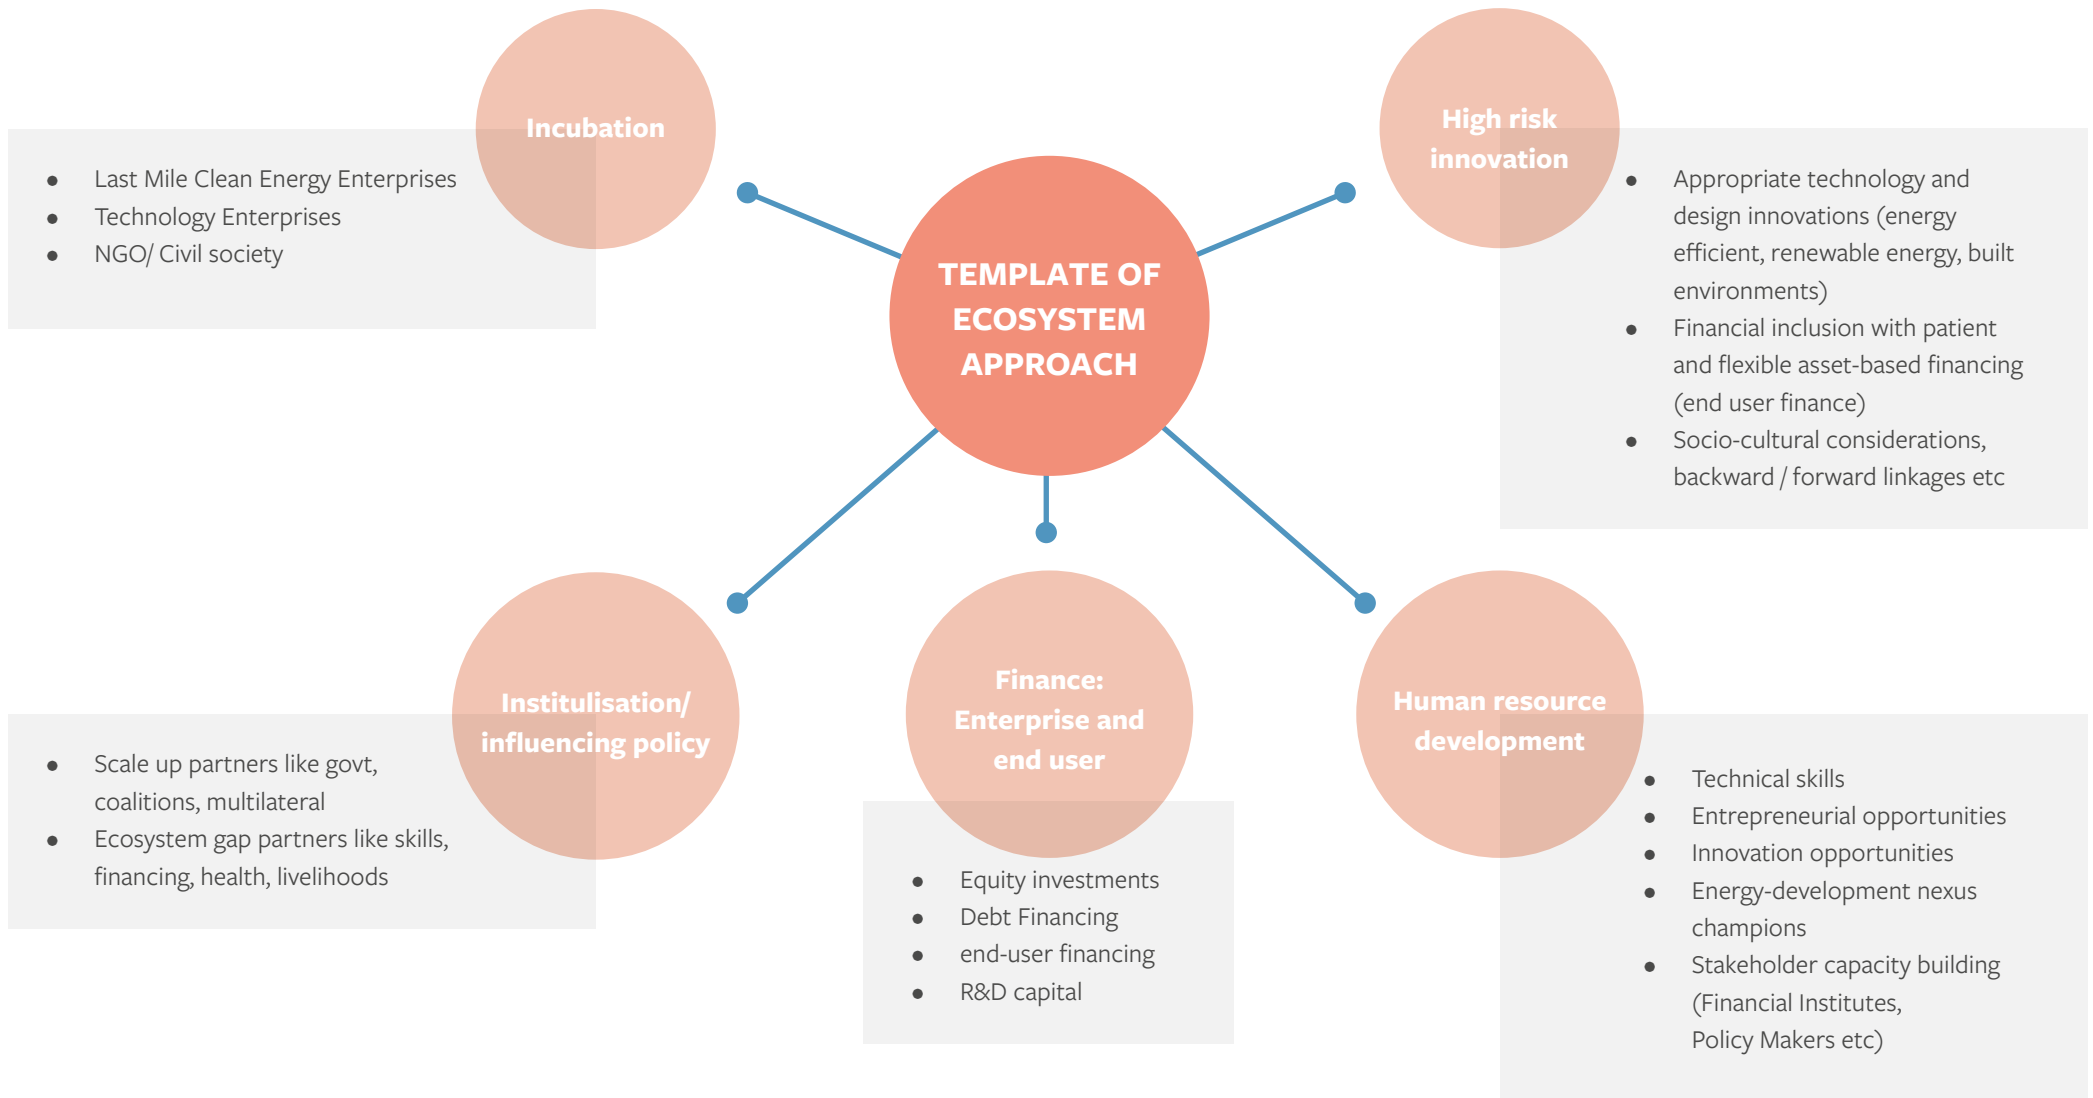 Incubation
● Last Mile Clean Energy Enterprises
● Technology Enterprises
● NGO/ Civil society
TEMPLATE OF
ECOSYSTEM
APPROACH
High risk
innovation
● Appropriate technology and
design innovations (energy
efficient, renewable energy, built
environments)
● Financial inclusion with patient
and flexible asset-based financing
(end user finance)
● Socio-cultural considerations,
backward / forward linkages etc
Institulisation/
influencing policy
● Scale up partners like govt,
coalitions, multilateral
● Ecosystem gap partners like skills,
financing, health, livelihoods
Finance:
Enterprise and
end user
● Equity investments
● Debt Financing
● end-user financing
● R&D capital
Human resource
development
● Technical skills
● Entrepreneurial opportunities
● Innovation opportunities
● Energy-development nexus
champions
● Stakeholder capacity building
(Financial Institutes,
Policy Makers etc)